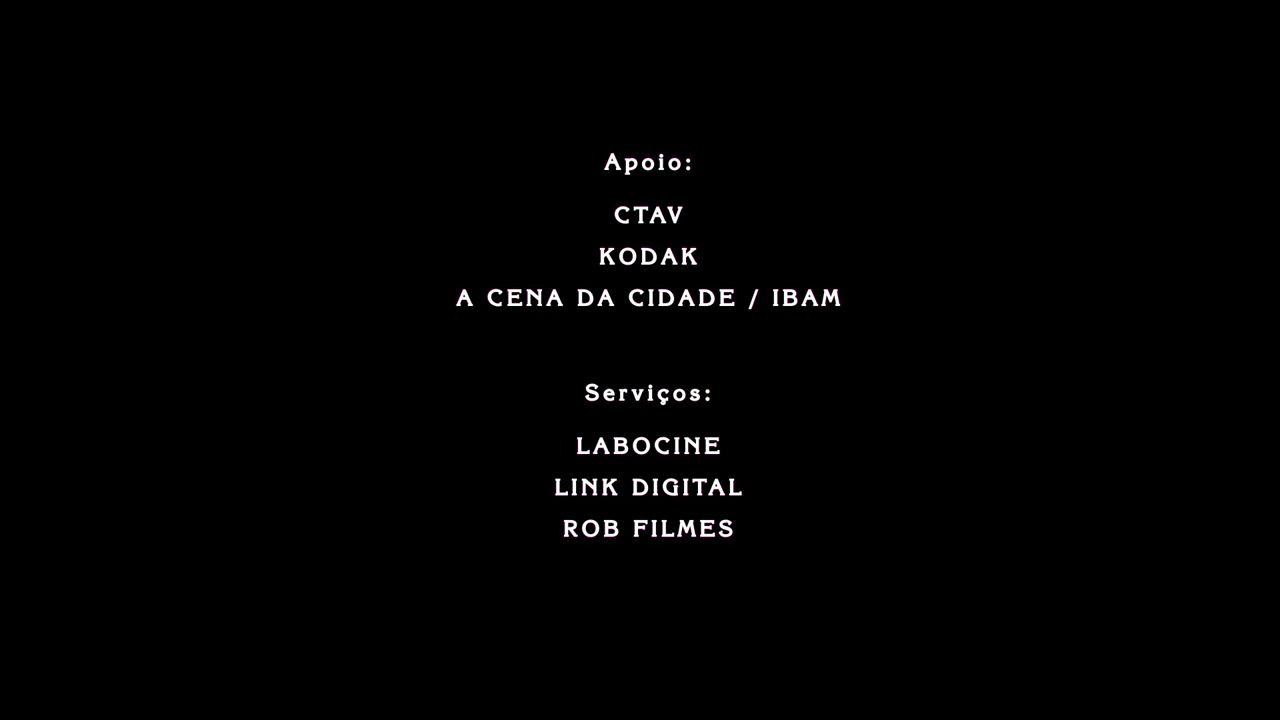 Apoio:
CTAV
KODAK
A CENA DA CIDADE / IBAM
Serviços:
LABOCINE
LINK DIGITAL
ROB FILMES